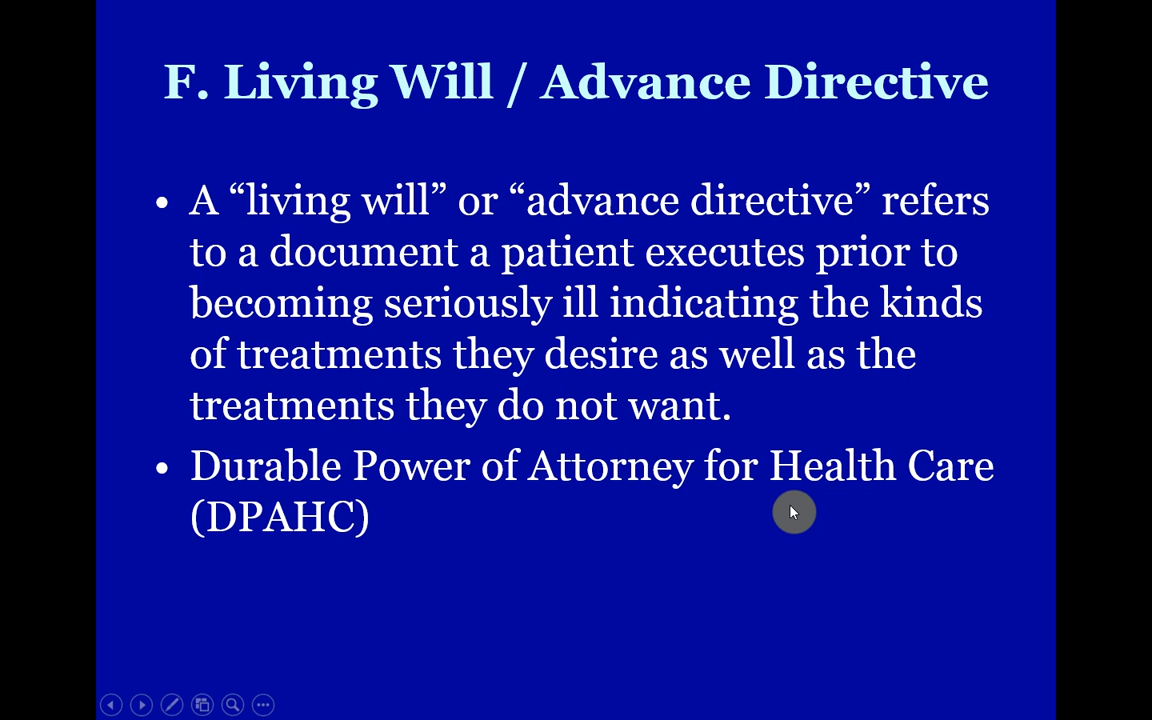 F. Living Will / Advance Directive
• A “living will” or “advance directive” refers
to a document a patient executes prior to
becoming seriously ill indicating the kinds
of treatments they desire as well as the
treatments they do not want.
• Durable Power of Attorney for Health Care
(DPAHC)